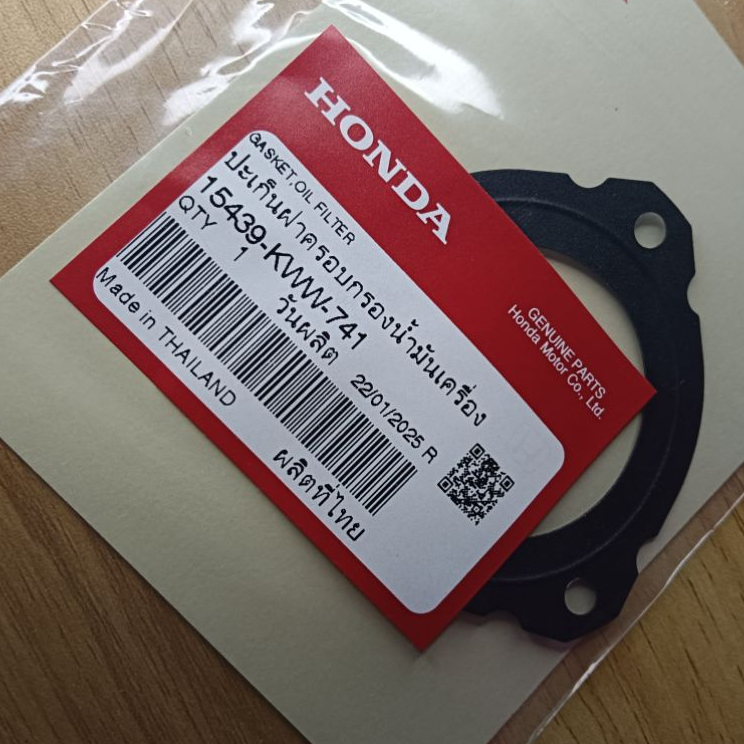 HONDA
GASKET,OIL FILTER
ปะเก็นฝาครอบกรองน้ำมันเครื่อง
15439-KWW-741
QTY 1 วันผลิต 22/01/2025 R
Made in THAILAND ผลิตที่ไทย
GENUINE PARTS
Honda Motor Co., Ltd.